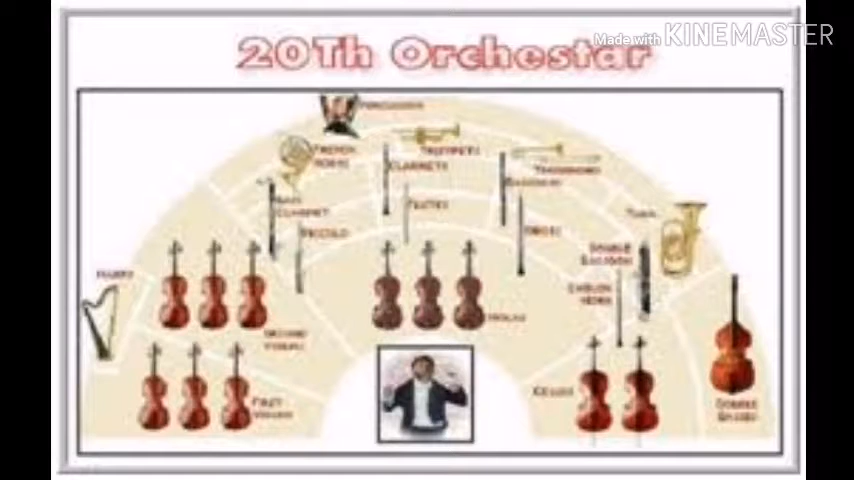 Made with KINEMASTER
20Th Orchestar
PERCUSSION
FRENCH
HORNS
TRUMPETS
CLARINETS
TROMBONES
BASSOONS
BASS
CLARINET
FLUTES
TUBA
PICCOLO
OBOES
DOUBLE
BASSOON
HARP
ENGLISH
HORN
VIOLAS
SECOND
VIOLINS
CELLOS
FIRST
VIOLINS
DOUBLE
BASSES